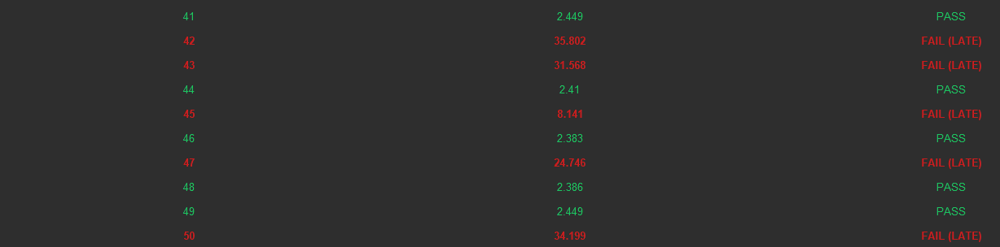 41 2.449 PASS
42 35.802 FAIL (LATE)
43 31.568 FAIL (LATE)
44 2.41 PASS
45 8.141 FAIL (LATE)
46 2.383 PASS
47 24.746 FAIL (LATE)
48 2.386 PASS
49 2.449 PASS
50 34.199 FAIL (LATE)